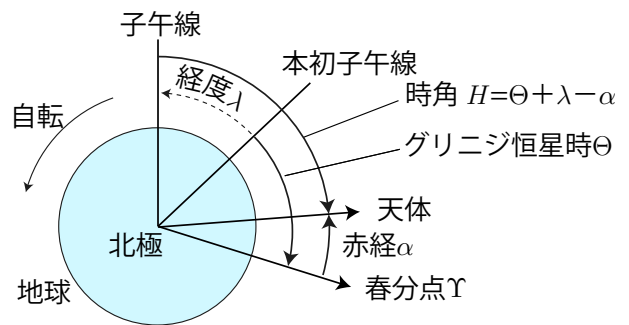 子午線
本初子午線
経度λ
時角 H=Θ＋λ−α
自転
グリニジ恒星時Θ
天体
北極
赤経α
地球
春分点♈